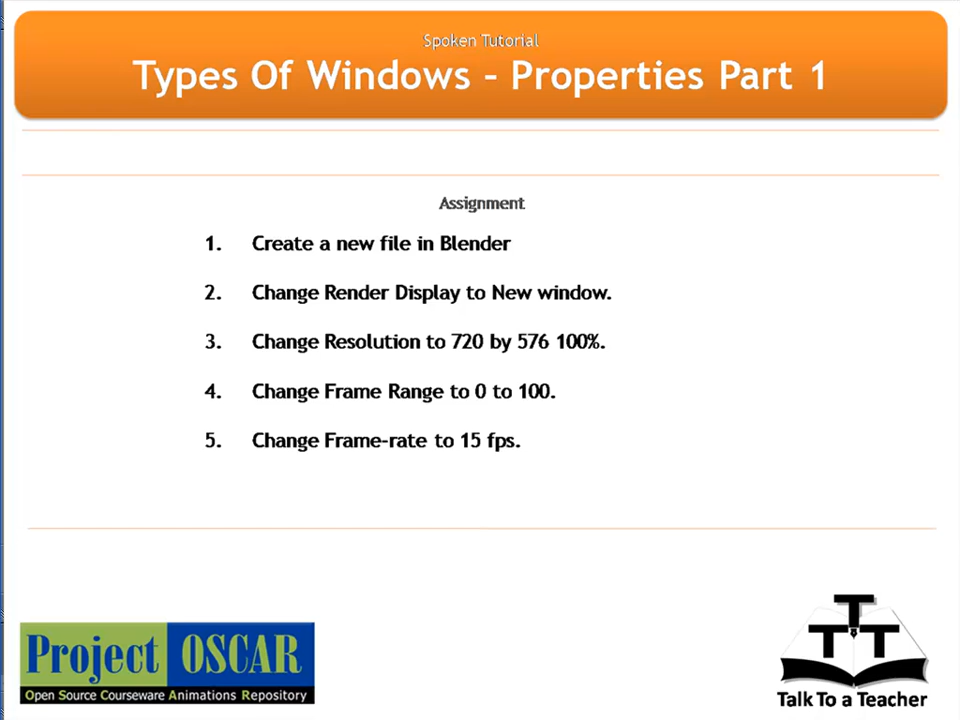 Spoken Tutorial
Types Of Windows – Properties Part 1
Assignment
1. Create a new file in Blender
2. Change Render Display to New window.
3. Change Resolution to 720 by 576 100%.
4. Change Frame Range to 0 to 100.
5. Change Frame-rate to 15 fps.
Project OSCAR
Open Source Courseware Animations Repository
T
T T
Talk To a Teacher